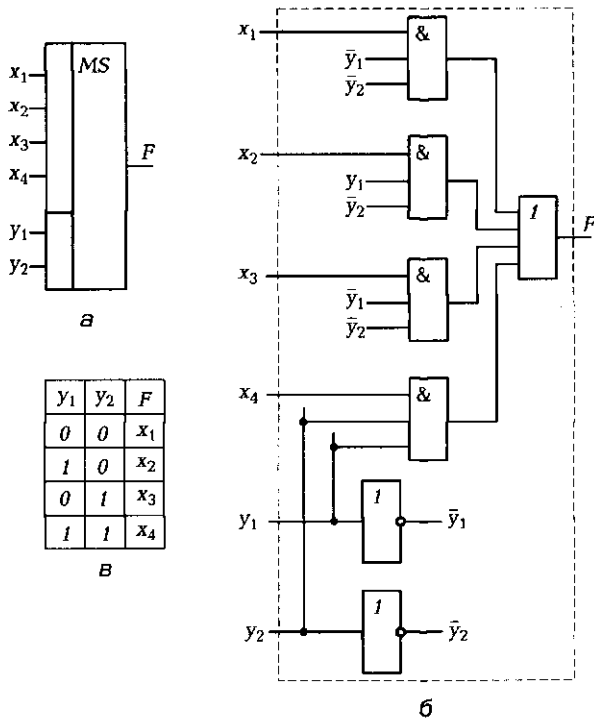 MS
x₁
x₂
x₃
x₄
y₁
y₂
F
а
y₁ y₂ F
0 0 x₁
1 0 x₂
0 1 x₃
1 1 x₄
в
x₁
&
ȳ₁
ȳ₂
x₂
&
y₁
ȳ₂
x₃
&
ȳ₁
ȳ₂
x₄
&
1
F
y₁ 1 ȳ₁
y₂ 1 ȳ₂
б